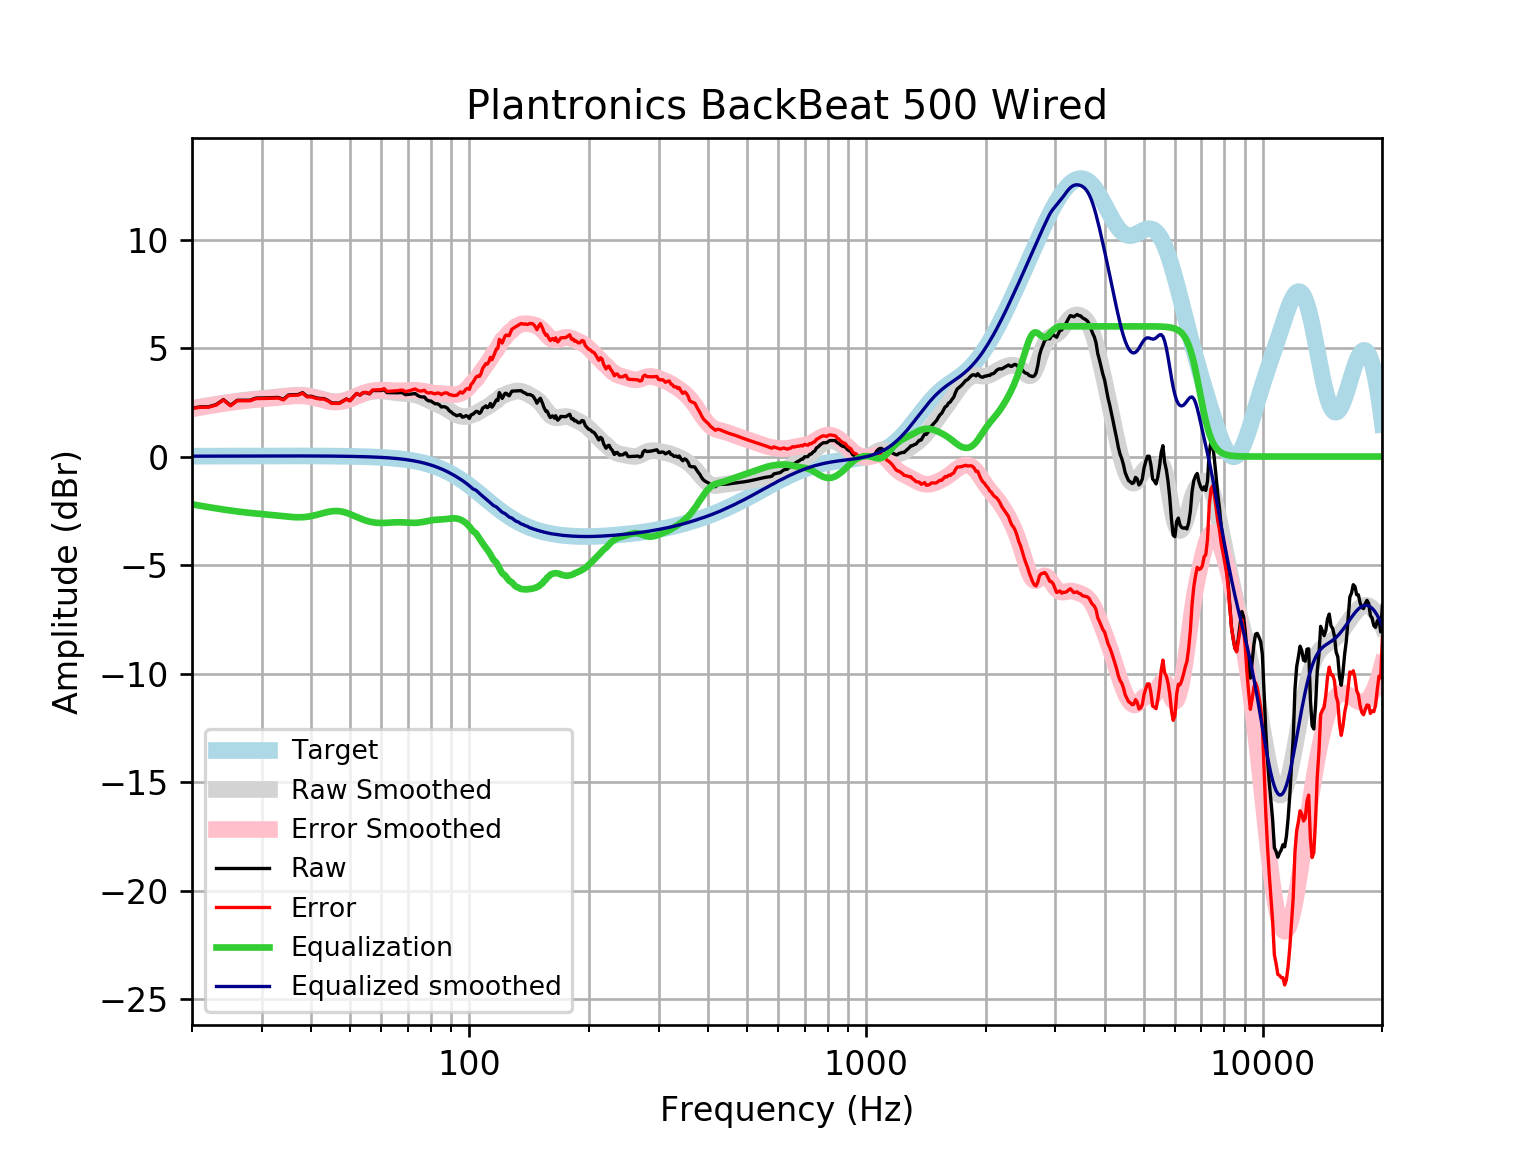 Plantronics BackBeat 500 Wired
Amplitude (dBr)
10
5
0
−5
−10
−15
−20
−25
Target
Raw Smoothed
Error Smoothed
Raw
Error
Equalization
Equalized smoothed
100 1000 10000
Frequency (Hz)